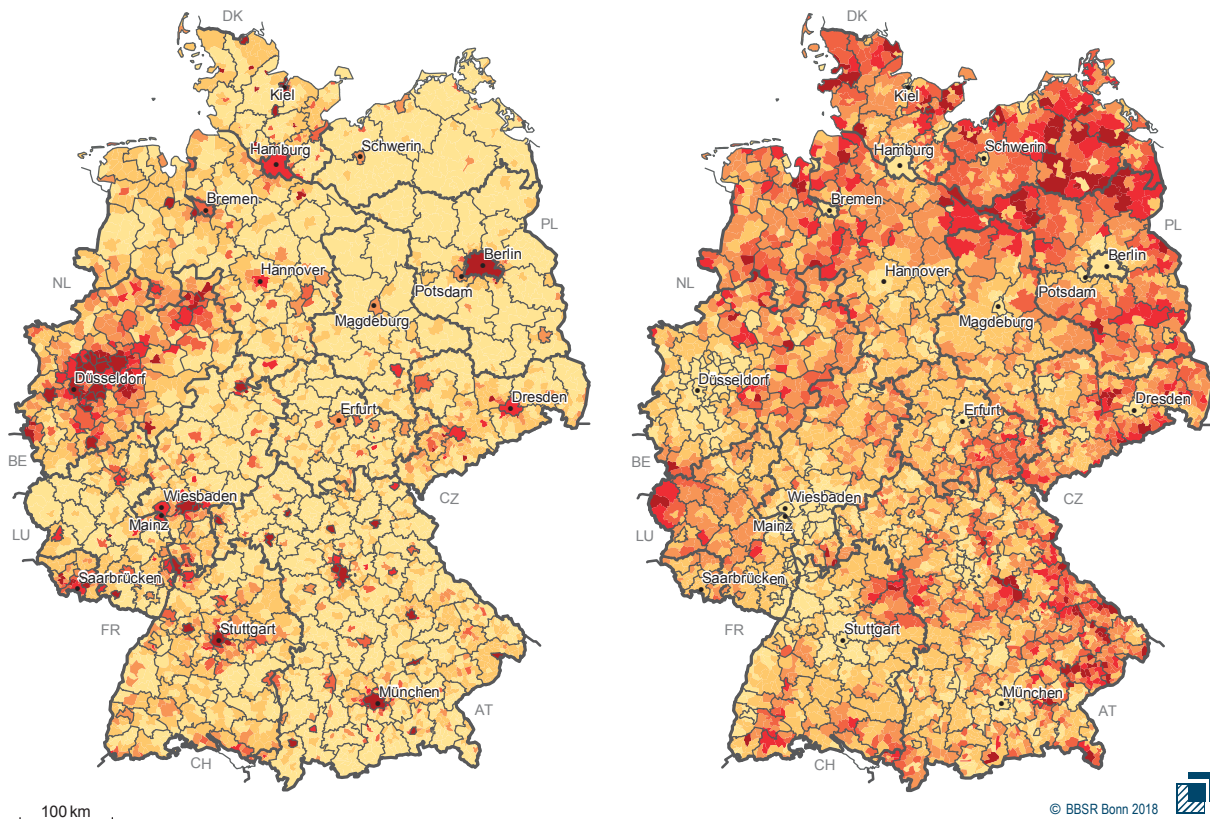 DK
Kiel
Hamburg
Schwerin
Bremen
PL
Berlin
NL
Hannover
Potsdam
Magdeburg
Düsseldorf
Erfurt
Dresden
BE
Wiesbaden
CZ
Mainz
LU
Saarbrücken
FR
Stuttgart
München
AT
CH
100 km
DK
Kiel
Hamburg
Schwerin
Bremen
PL
Berlin
NL
Hannover
Potsdam
Magdeburg
Düsseldorf
Erfurt
Dresden
BE
Wiesbaden
CZ
Mainz
LU
Saarbrücken
FR
Stuttgart
München
AT
CH
© BBSR Bonn 2018